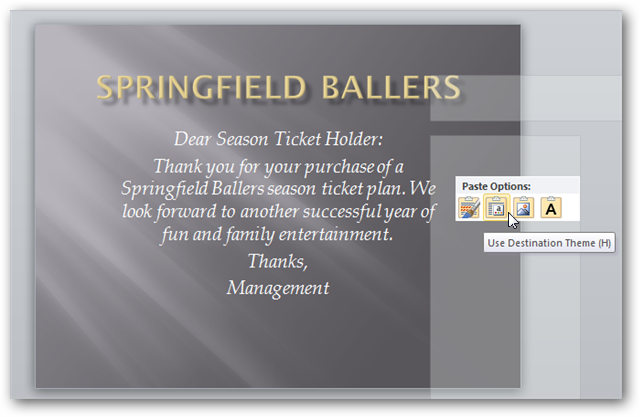 SPRINGFIELD BALLERS
Dear Season Ticket Holder:
Thank you for your purchase of a
Springfield Ballers season ticket plan. We
look forward to another successful year of
fun and family entertainment.
Thanks,
Management
Paste Options:
a
A
Use Destination Theme (H)